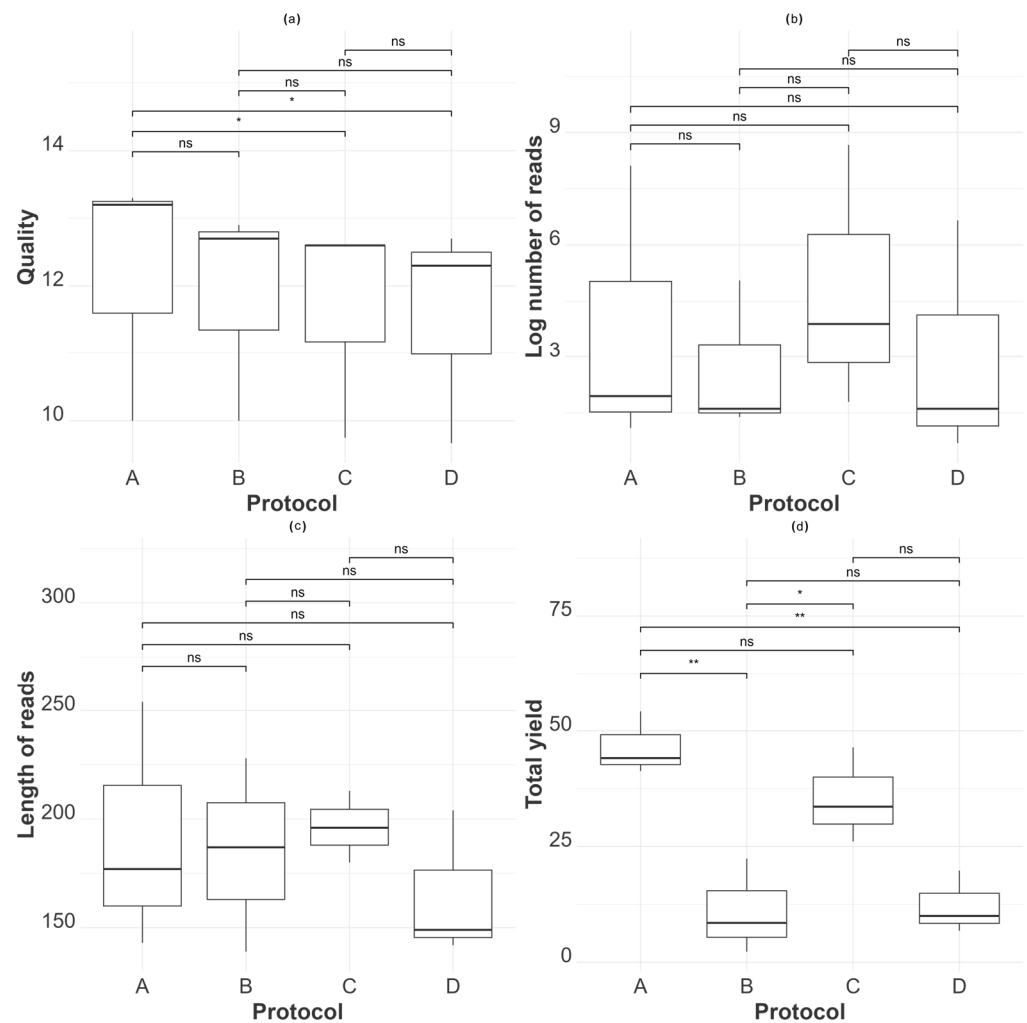 (a)
ns
ns
ns
*
*
ns
14
12
10
Quality
A B C D
Protocol
(b)
ns
ns
ns
ns
ns
ns
9
6
3
Log number of reads
A B C D
Protocol
(c)
ns
ns
ns
ns
ns
ns
300
250
200
150
Length of reads
A B C D
Protocol
(d)
ns
ns
*
**
ns
**
75
50
25
0
Total yield
A B C D
Protocol